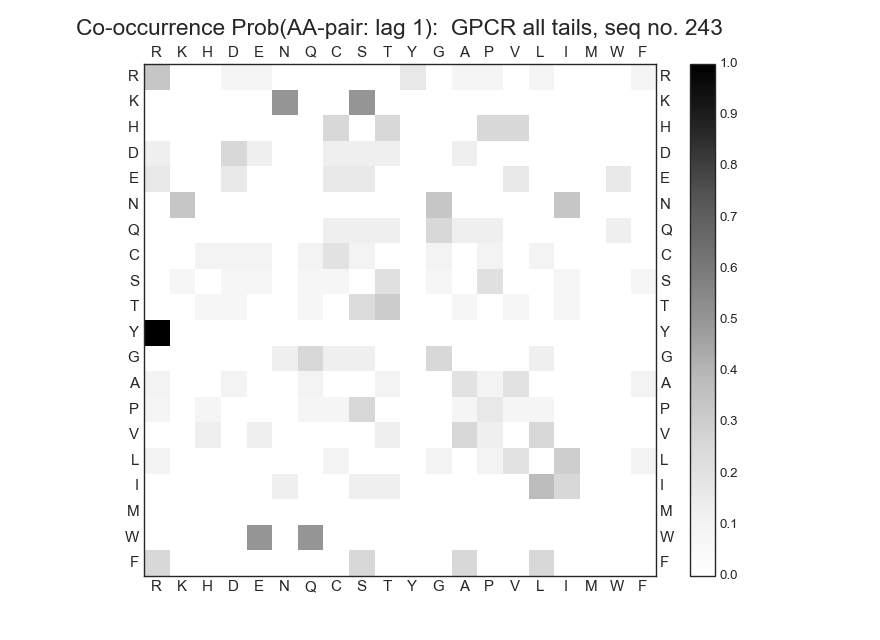 Co-occurrence Prob(AA-pair: lag 1):  GPCR all tails, seq no. 243
R K H D E N Q C S T Y G A P V L I M W F
R R 1.0
K K 0.9
H H
D D 0.8
E E
N N 0.7
Q Q
C C 0.6
S S
T T 0.5
Y Y
G G 0.4
A A
P P 0.3
V V
L L 0.2
I I
M M 0.1
W W
F F 0.0
R K H D E N Q C S T Y G A P V L I M W F